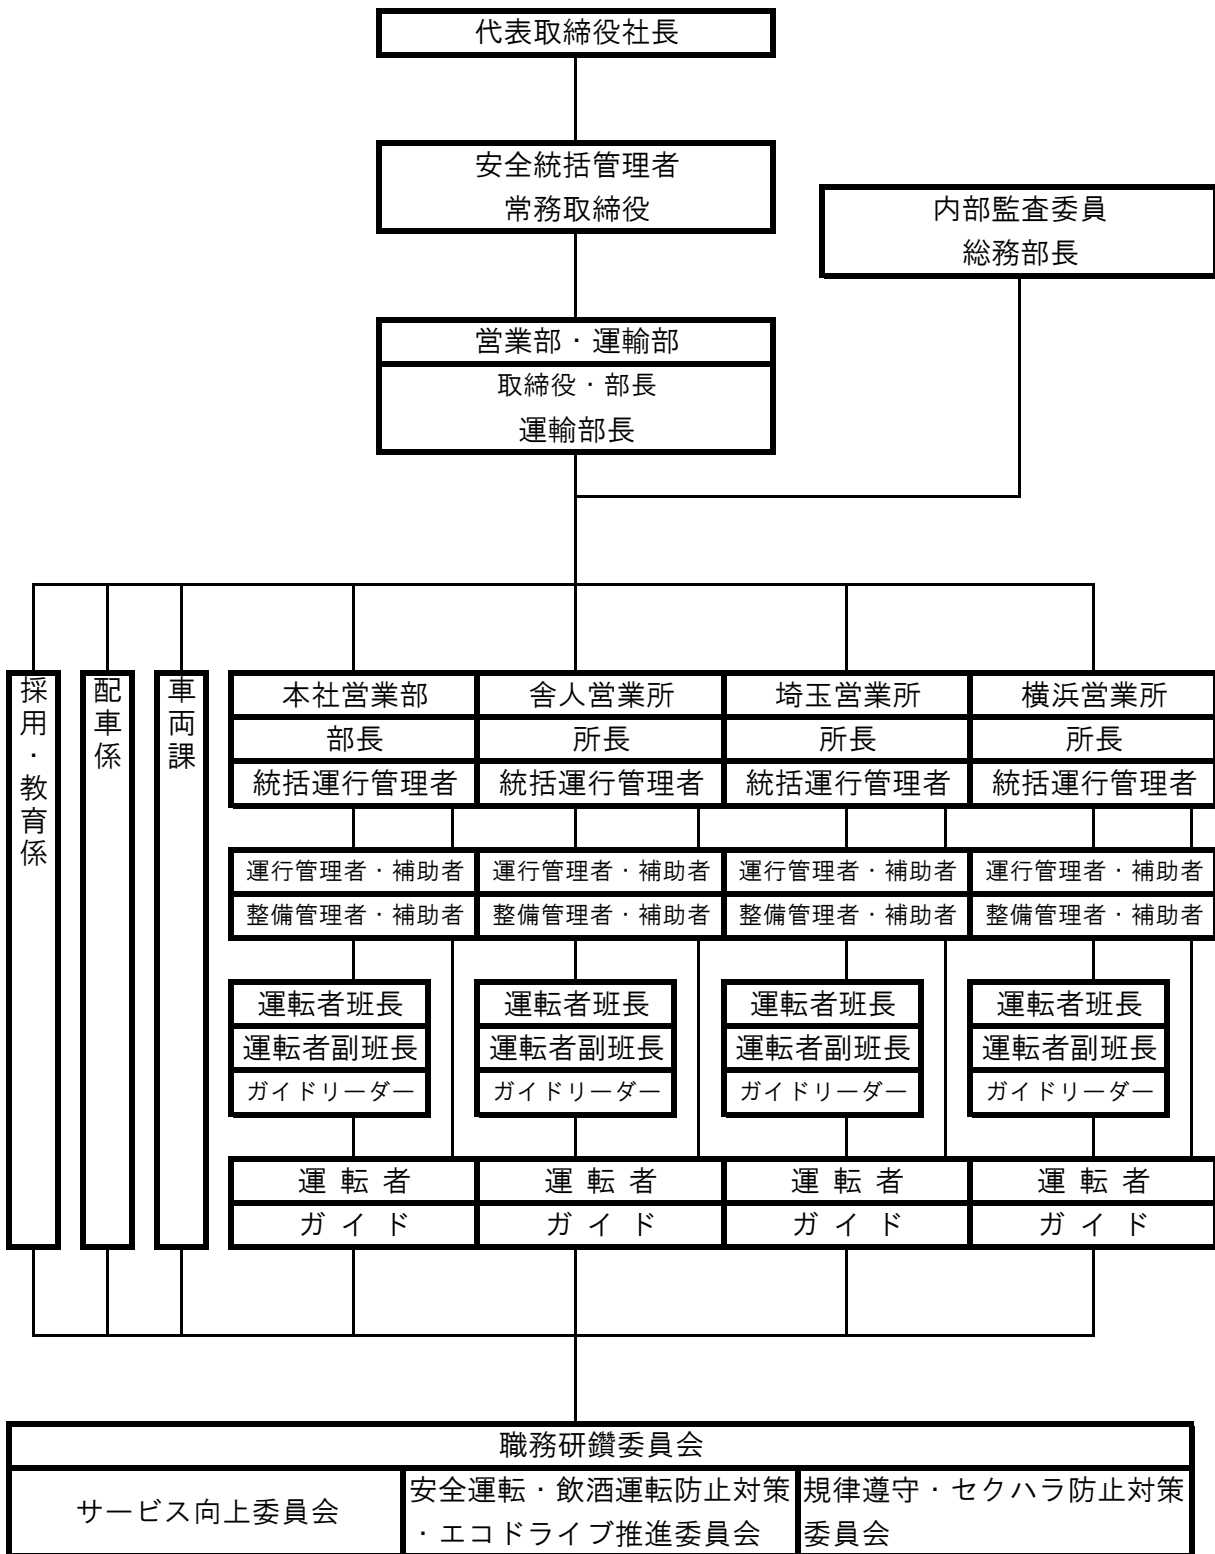 代表取締役社長
安全統括管理者
常務取締役
内部監査委員
総務部長
営業部・運輸部
取締役・部長
運輸部長
採用・教育係
配車係
車両課
本社営業部
舎人営業所
埼玉営業所
横浜営業所
部長
所長
所長
所長
統括運行管理者
統括運行管理者
統括運行管理者
統括運行管理者
運行管理者・補助者
運行管理者・補助者
運行管理者・補助者
運行管理者・補助者
整備管理者・補助者
整備管理者・補助者
整備管理者・補助者
整備管理者・補助者
運転者班長
運転者班長
運転者班長
運転者班長
運転者副班長
運転者副班長
運転者副班長
運転者副班長
ガイドリーダー
ガイドリーダー
ガイドリーダー
ガイドリーダー
運 転 者
運 転 者
運 転 者
運 転 者
ガ イ ド
ガ イ ド
ガ イ ド
ガ イ ド
職務研鑽委員会
サービス向上委員会
安全運転・飲酒運転防止対策
・エコドライブ推進委員会
規律遵守・セクハラ防止対策
委員会